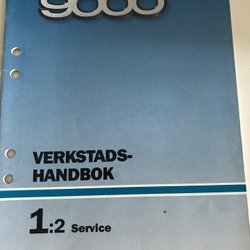 9000
VERKSTADS-
HANDBOK
1:2 Service